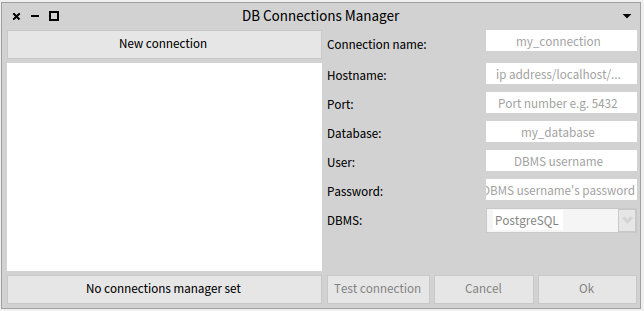 DB Connections Manager
New connection
Connection name: my_connection
Hostname: ip address/localhost/...
Port: Port number e.g. 5432
Database: my_database
User: DBMS username
Password: DBMS username's password
DBMS: PostgreSQL
No connections manager set
Test connection Cancel Ok